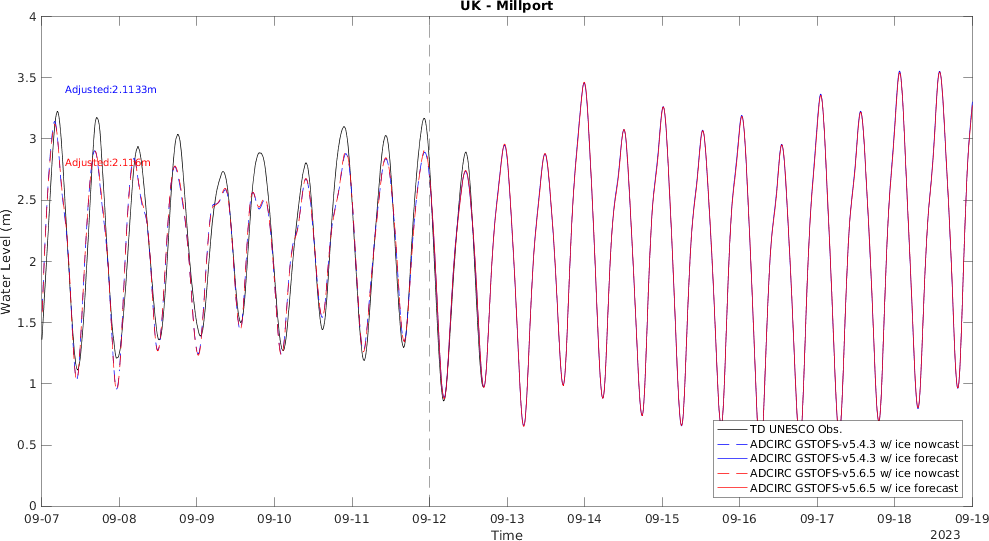 UK - Millport
4
3.5
3
2.5
2
1.5
1
0.5
0
Water Level (m)
Adjusted:2.1133m
Adjusted:2.116m
TD UNESCO Obs.
ADCIRC GSTOFS-v5.4.3 w/ ice nowcast
ADCIRC GSTOFS-v5.4.3 w/ ice forecast
ADCIRC GSTOFS-v5.6.5 w/ ice nowcast
ADCIRC GSTOFS-v5.6.5 w/ ice forecast
09-07 09-08 09-09 09-10 09-11 09-12 09-13 09-14 09-15 09-16 09-17 09-18 09-19
Time
2023